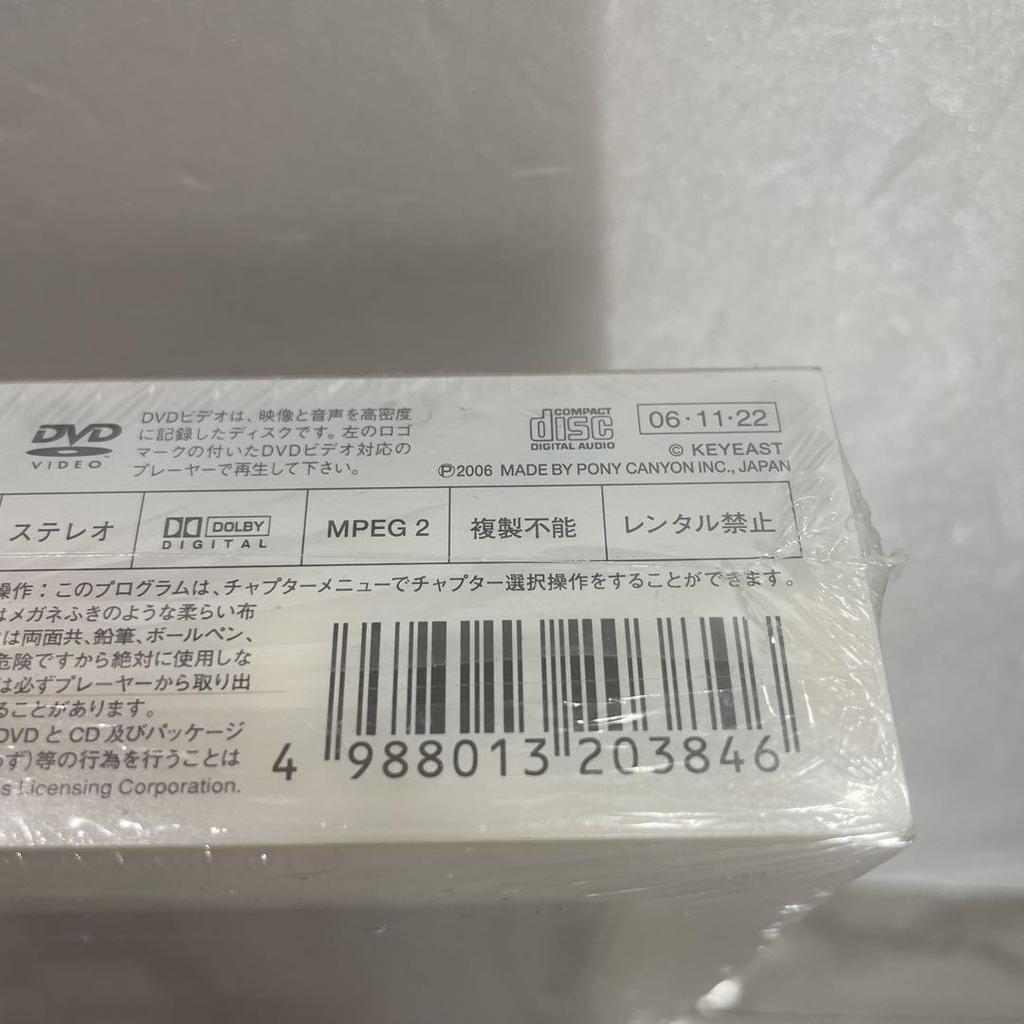 DVD
VIDEO™
DVDビデオは、映像と音声を高密度
に記録したディスクです。左のロゴ
マークの付いたDVDビデオ対応の
プレーヤーで再生して下さい。
COMPACT
disc
DIGITAL AUDIO
06・11・22
© KEYEAST
℗2006 MADE BY PONY CANYON INC., JAPAN
ステレオ
DOLBY
DIGITAL
MPEG 2
複製不能
レンタル禁止
操作：このプログラムは、チャプターメニューでチャプター選択操作をすることができます。
はメガネふきのような柔らい布
は両面共、鉛筆、ボールペン、
危険ですから絶対に使用しな
は必ずプレーヤーから取り出
ることがあります。
DVDとCD及びパッケージ
ず)等の行為を行うことは
s Licensing Corporation.
4 988013 203846